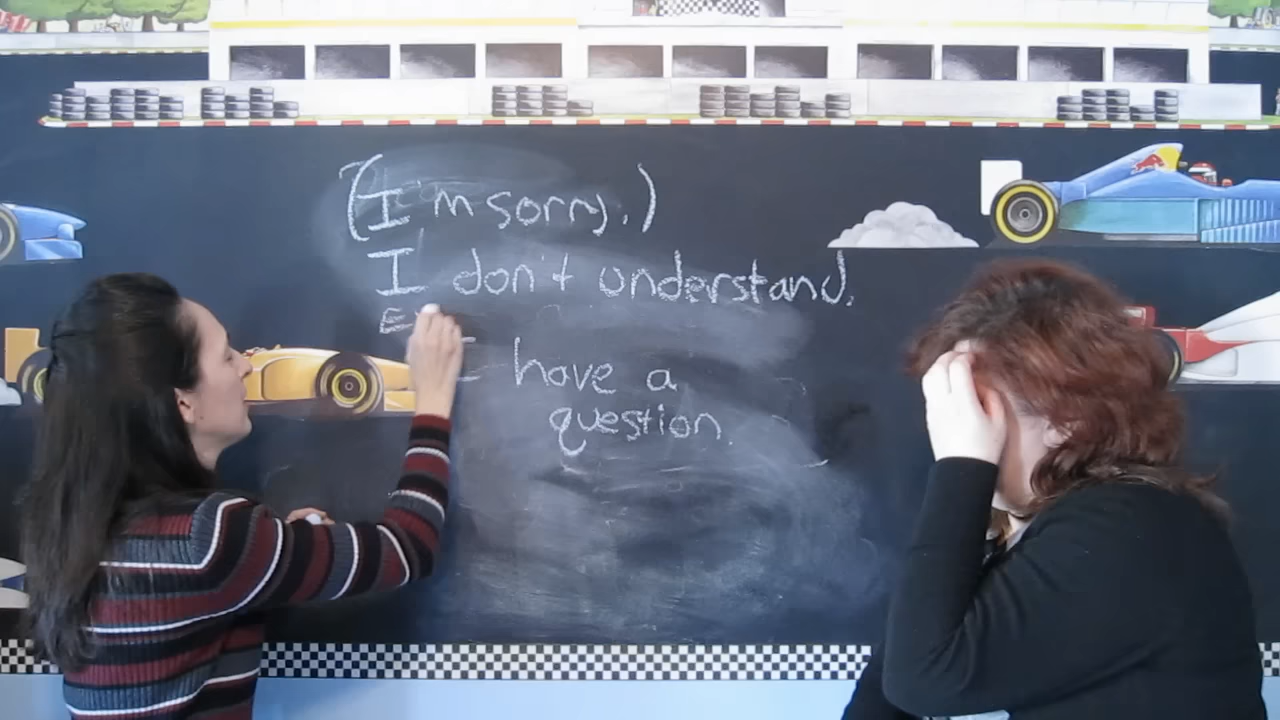 (I'm sorry.)
I don't understand.
have a
question.